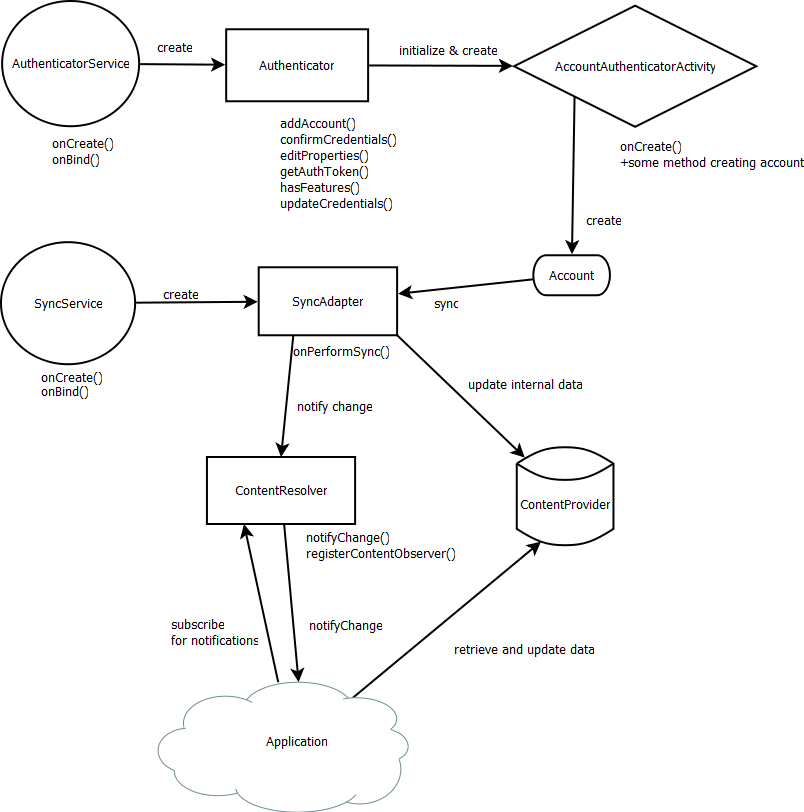 AuthenticatorService
create
Authenticator
initialize & create
AccountAuthenticatorActivity
onCreate()
onBind()
addAccount()
confirmCredentials()
editProperties()
getAuthToken()
hasFeatures()
updateCredentials()
onCreate()
+some method creating account
create
SyncService
create
SyncAdapter
sync
Account
onCreate()
onBind()
onPerformSync()
notify change
update internal data
ContentResolver
ContentProvider
notifyChange()
registerContentObserver()
subscribe
for notifications
notifyChange
retrieve and update data
Application